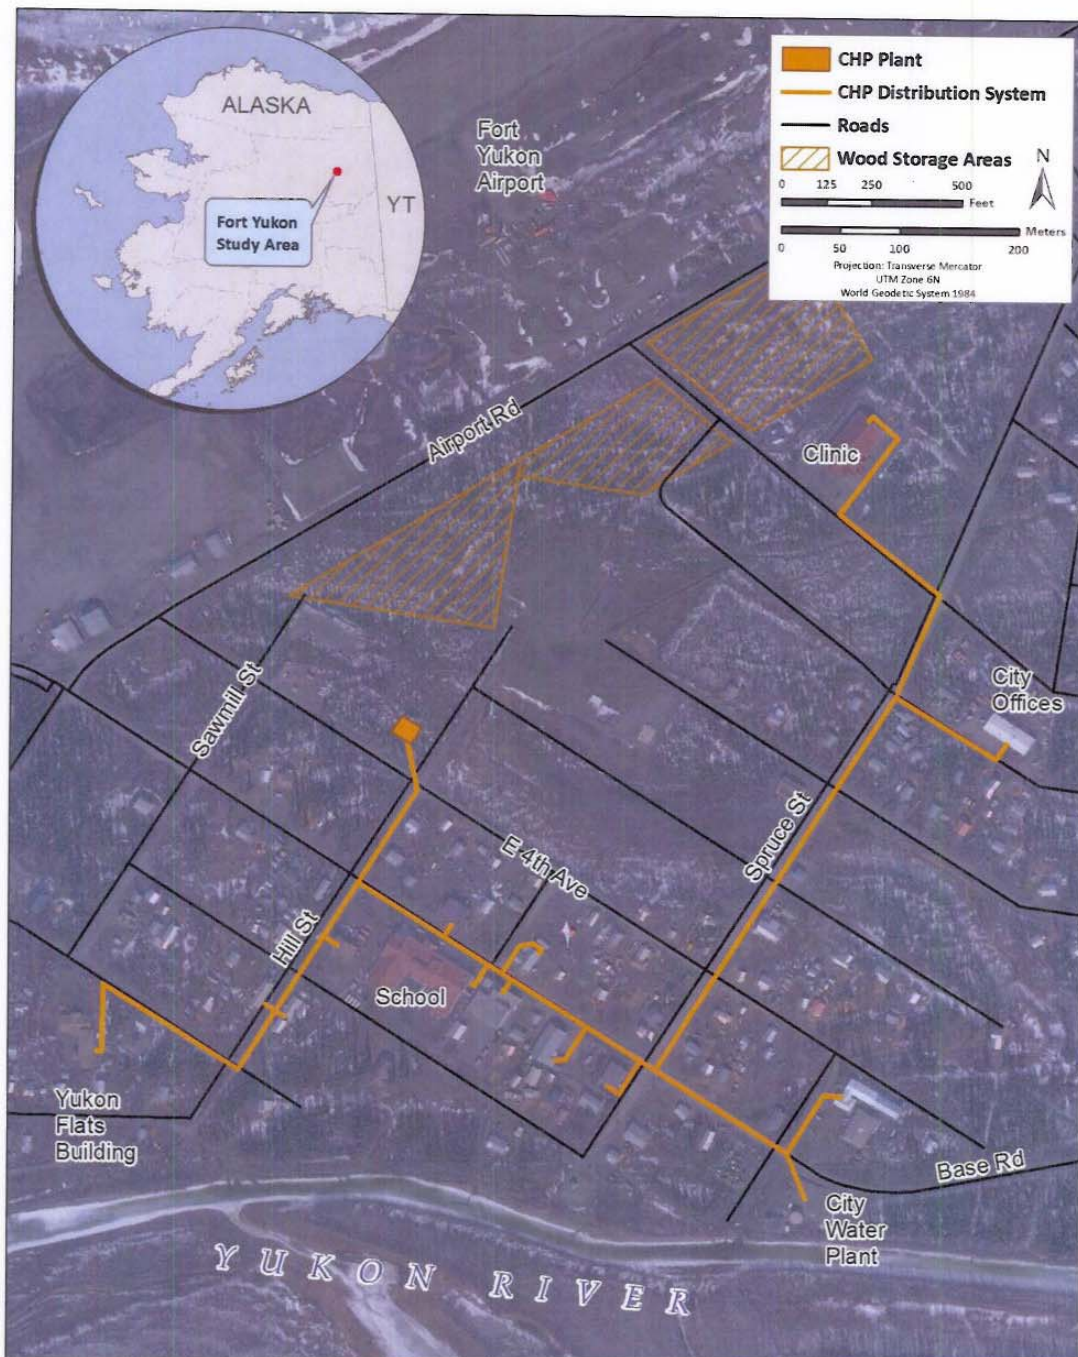 ALASKA
YT
Fort Yukon
Study Area
Fort
Yukon
Airport
CHP Plant
CHP Distribution System
Roads
Wood Storage Areas
N
0 125 250 500
Feet
Meters
0 50 100 200
Projection: Transverse Mercator
UTM Zone 6N
World Geodetic System 1984
Airport Rd
Clinic
City
Offices
Sawmill St
Spruce St
E 4th Ave
Hill St
School
Yukon
Flats
Building
Base Rd
City
Water
Plant
YUKON RIVER